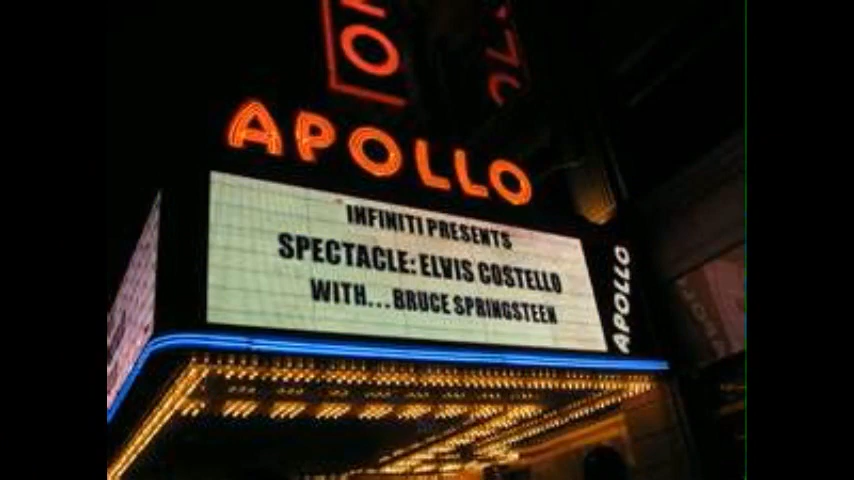 APOLLO
INFINITI PRESENTS
SPECTACLE: ELVIS COSTELLO
WITH...BRUCE SPRINGSTEEN
APOLLO